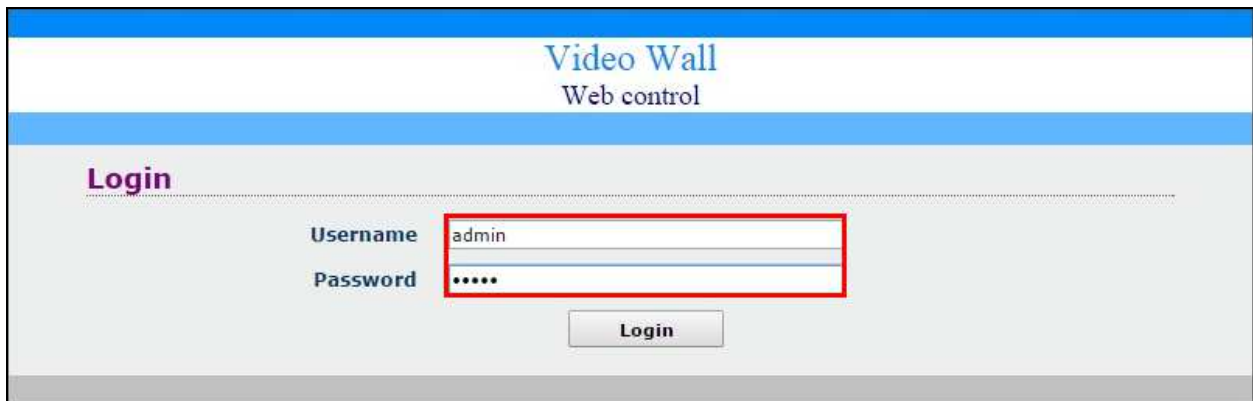 Video Wall
Web control
Login
Username admin
Password •••••
Login